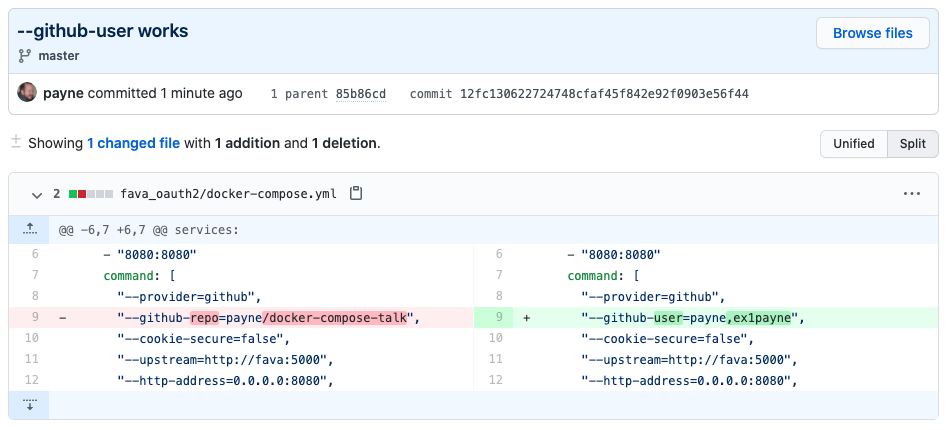 --github-user works
Browse files
master
payne committed 1 minute ago 1 parent 85b86cd commit 12fc130622724748cfaf45f842e92f0903e56f44
Showing 1 changed file with 1 addition and 1 deletion.
Unified Split
2 fava_oauth2/docker-compose.yml
@@ -6,7 +6,7 @@ services:
6 - "8080:8080" 6 - "8080:8080"
7 command: [ 7 command: [
8 "--provider=github", 8 "--provider=github",
9 - "--github-repo=payne/docker-compose-talk", 9 + "--github-user=payne,ex1payne",
10 "--cookie-secure=false", 10 "--cookie-secure=false",
11 "--upstream=http://fava:5000", 11 "--upstream=http://fava:5000",
12 "--http-address=0.0.0.0:8080", 12 "--http-address=0.0.0.0:8080",